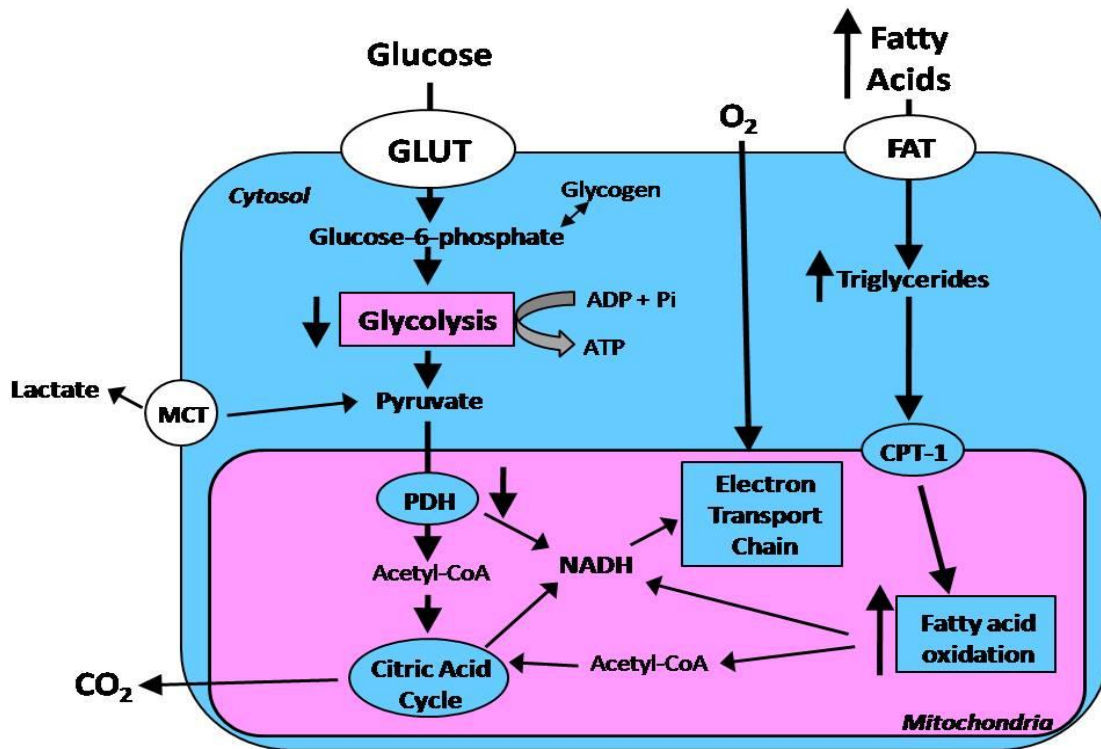 Glucose
Fatty
Acids
O₂
GLUT
FAT
Cytosol
Glycogen
Glucose-6-phosphate
Triglycerides
Glycolysis
ADP + Pi
ATP
Lactate
MCT
Pyruvate
CPT-1
PDH
Electron
Transport
Chain
NADH
Acetyl-CoA
Fatty acid
oxidation
Acetyl-CoA
Citric Acid
Cycle
CO₂
Mitochondria